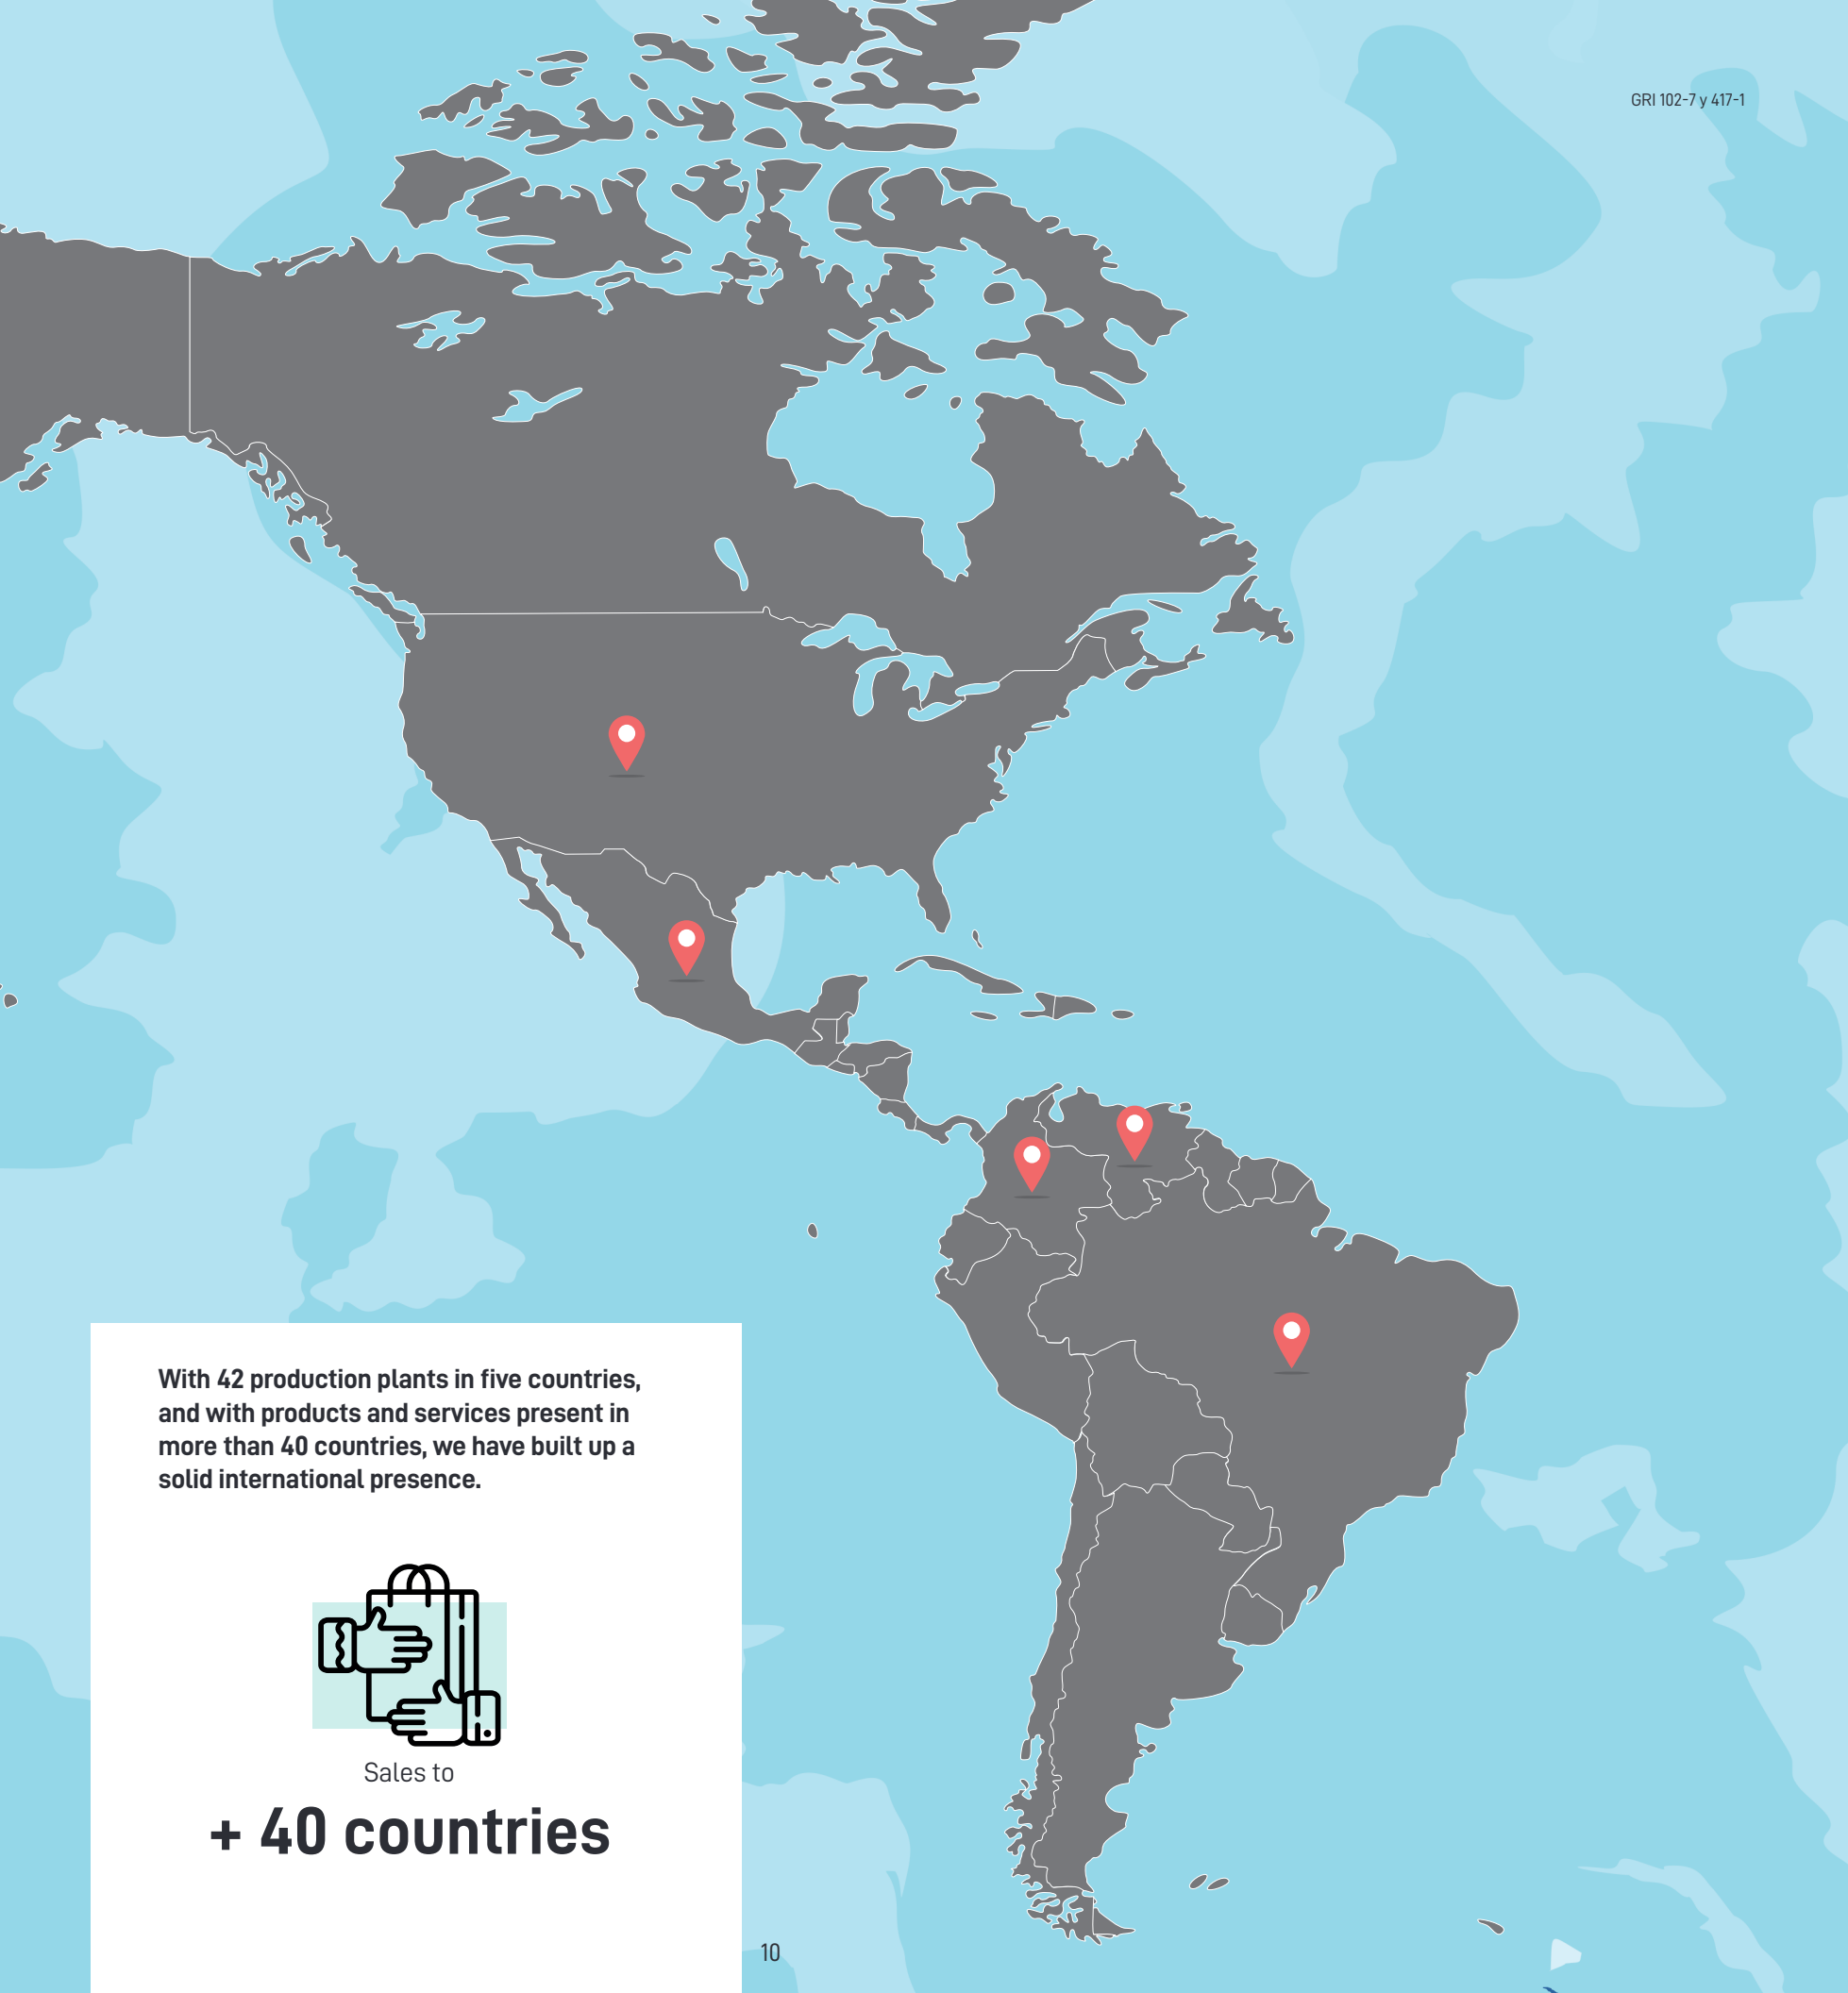 GRI 102-7 y 417-1
With 42 production plants in five countries,
and with products and services present in
more than 40 countries, we have built up a
solid international presence.
Sales to
+ 40 countries
10